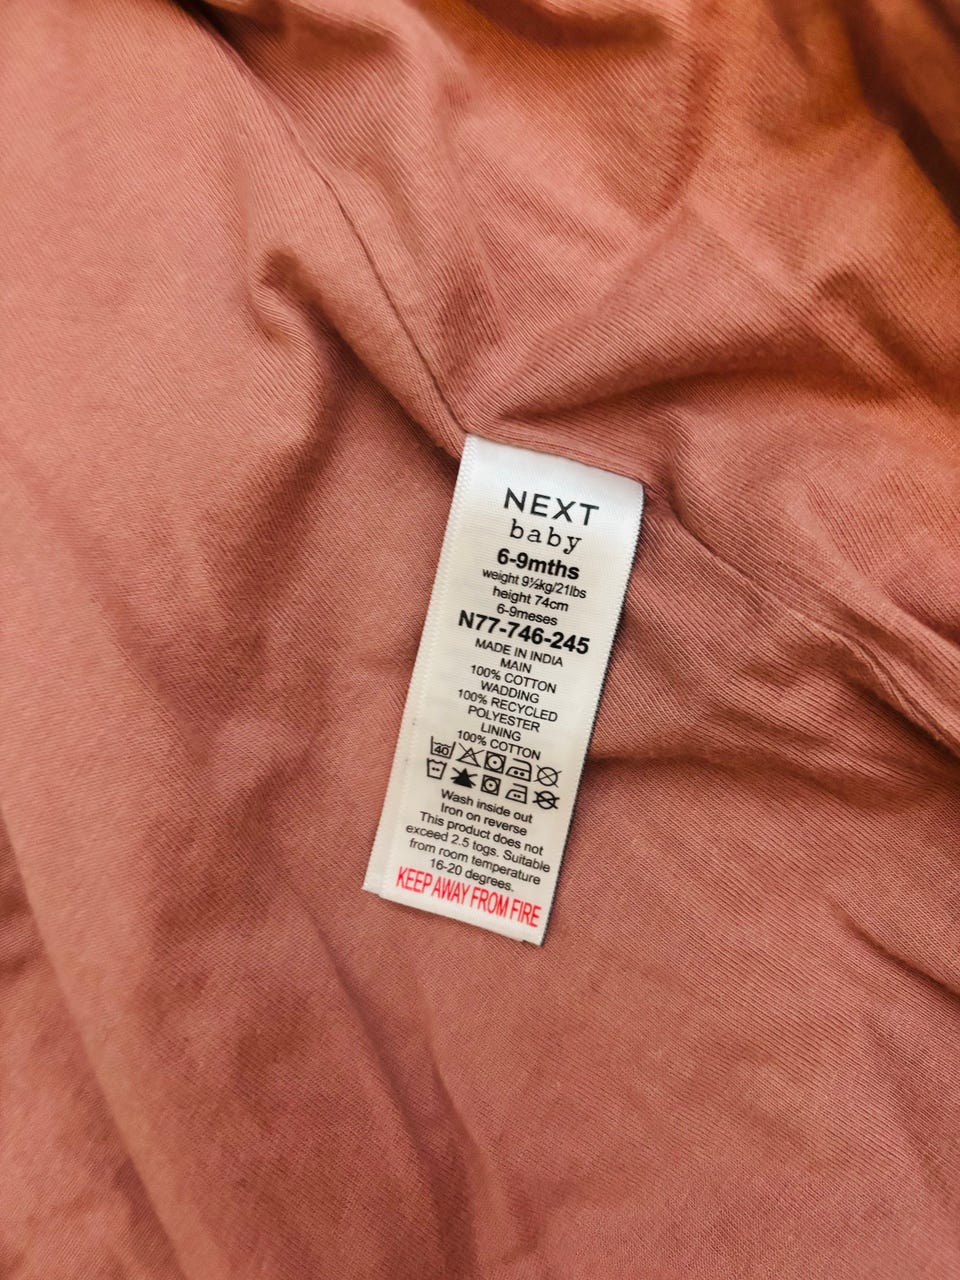 NEXT
baby
6-9mths
weight 9½kg/21lbs
height 74cm
6-9meses
N77-746-245
MADE IN INDIA
MAIN
100% COTTON
WADDING
100% RECYCLED
POLYESTER
LINING
100% COTTON
40
Wash inside out
Iron on reverse
This product does not
exceed 2.5 togs. Suitable
from room temperature
16-20 degrees.
KEEP AWAY FROM FIRE